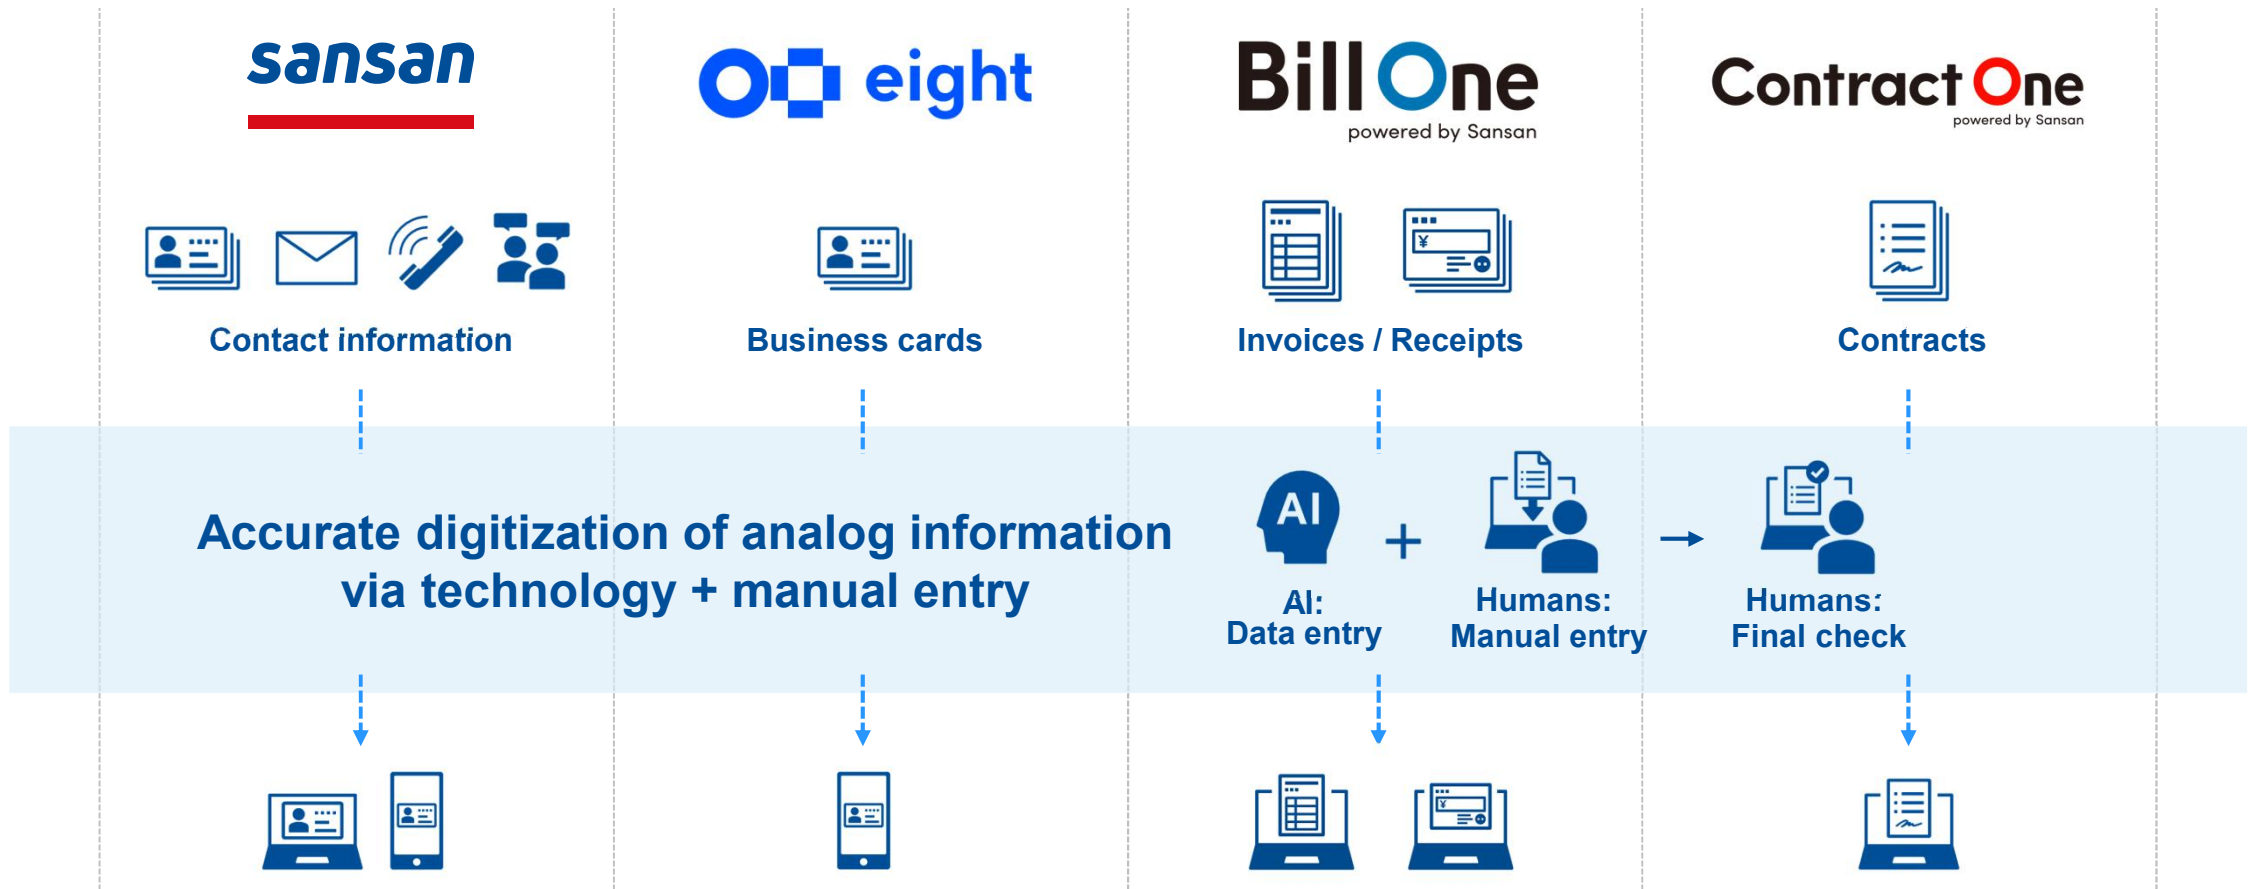 sansan
eight
Bill One
powered by Sansan
Contract One
powered by Sansan
¥
Contact information
Business cards
Invoices / Receipts
Contracts
Accurate digitization of analog information
via technology + manual entry
AI
+
AI:
Data entry
Humans:
Manual entry
Humans:
Final check
¥